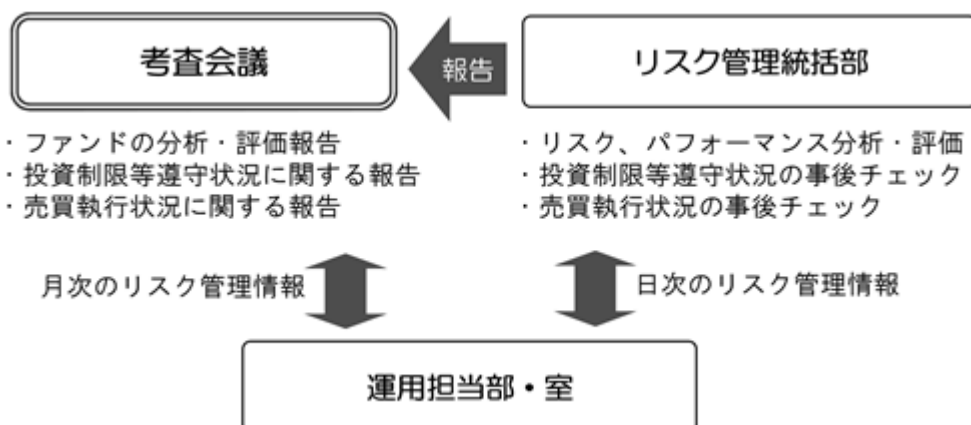 考査会議
報告
リスク管理統括部
・ファンドの分析・評価報告
・投資制限等遵守状況に関する報告
・売買執行状況に関する報告
・リスク、パフォーマンス分析・評価
・投資制限等遵守状況の事後チェック
・売買執行状況の事後チェック
月次のリスク管理情報
日次のリスク管理情報
運用担当部・室